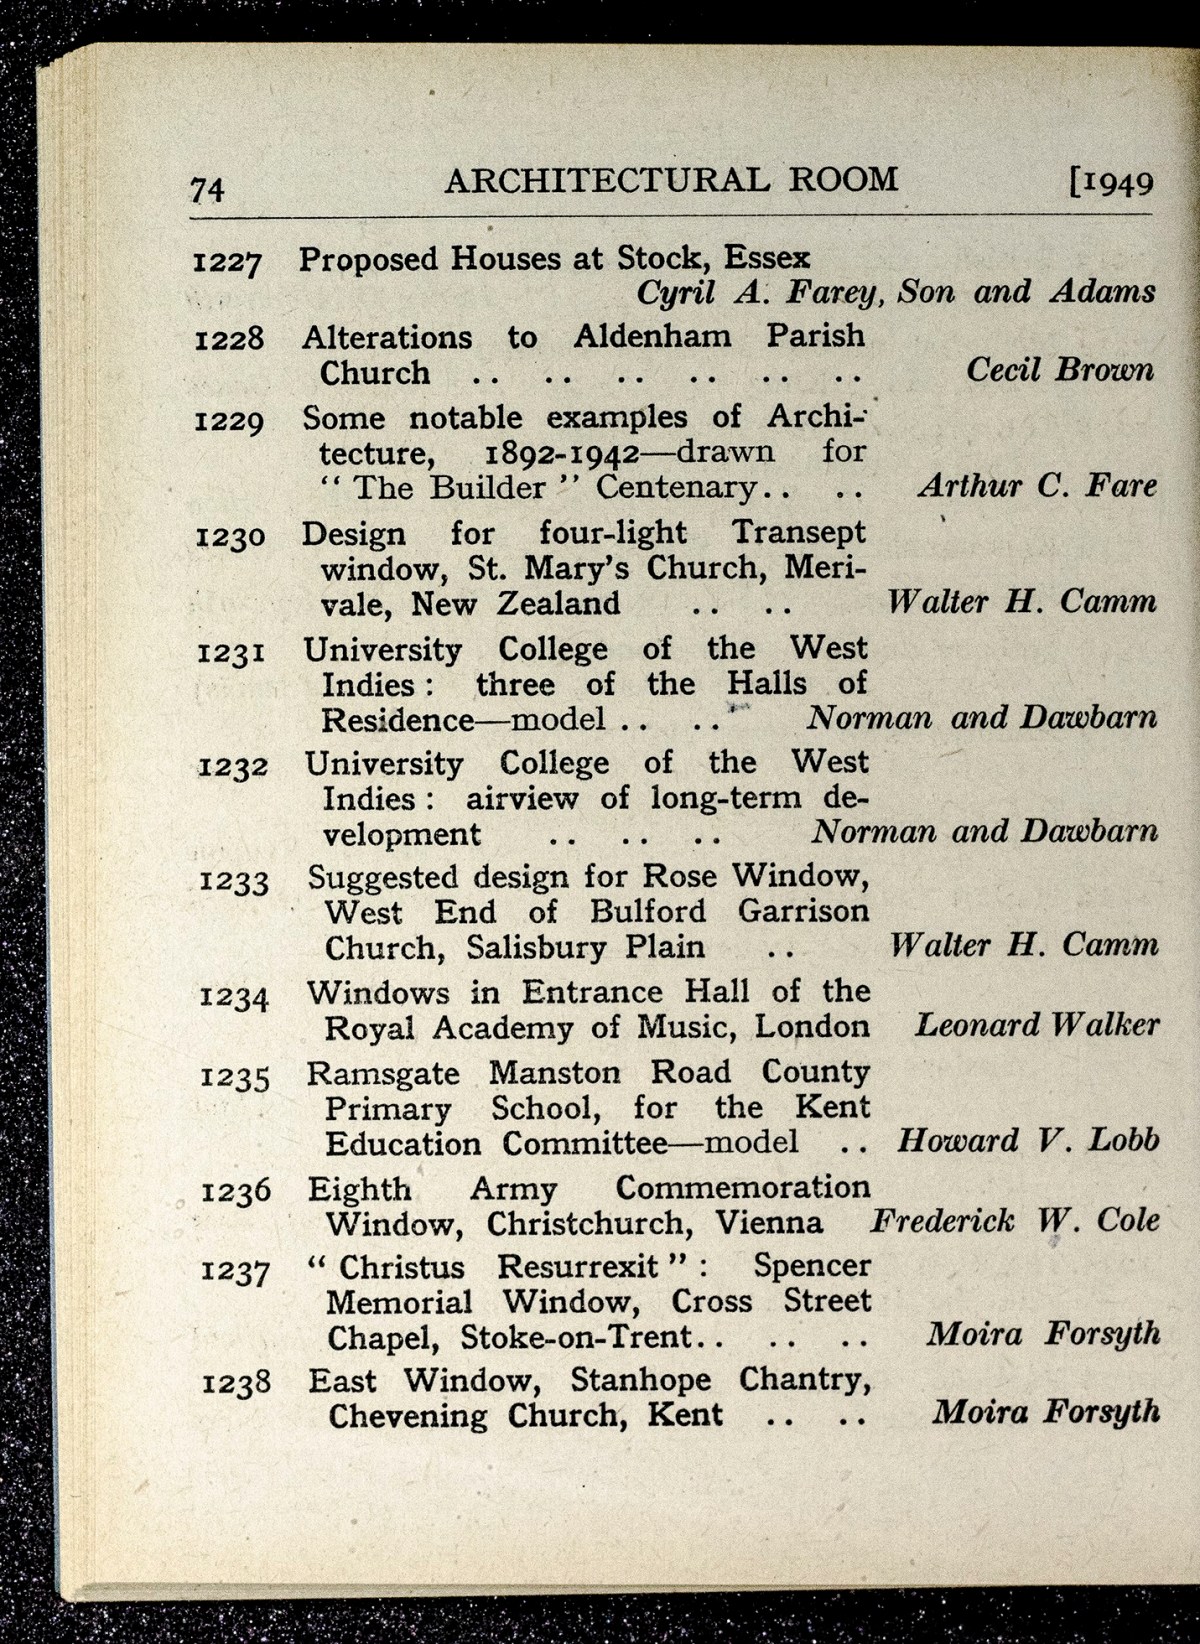 74 ARCHITECTURAL ROOM [1949
1227 Proposed Houses at Stock, Essex
Cyril A. Farey, Son and Adams
1228 Alterations to Aldenham Parish
Church .. .. .. .. .. .. Cecil Brown
1229 Some notable examples of Archi-
tecture, 1892-1942—drawn for
“ The Builder ” Centenary.. .. Arthur C. Fare
1230 Design for four-light Transept
window, St. Mary’s Church, Meri-
vale, New Zealand .. .. Walter H. Camm
1231 University College of the West
Indies : three of the Halls of
Residence—model .. .. Norman and Dawbarn
1232 University College of the West
Indies : airview of long-term de-
velopment .. .. .. Norman and Dawbarn
1233 Suggested design for Rose Window,
West End of Bulford Garrison
Church, Salisbury Plain .. Walter H. Camm
1234 Windows in Entrance Hall of the
Royal Academy of Music, London Leonard Walker
1235 Ramsgate Manston Road County
Primary School, for the Kent
Education Committee—model .. Howard V. Lobb
1236 Eighth Army Commemoration
Window, Christchurch, Vienna Frederick W. Cole
1237 “ Christus Resurrexit ” : Spencer
Memorial Window, Cross Street
Chapel, Stoke-on-Trent.. .. .. Moira Forsyth
1238 East Window, Stanhope Chantry,
Chevening Church, Kent .. .. Moira Forsyth